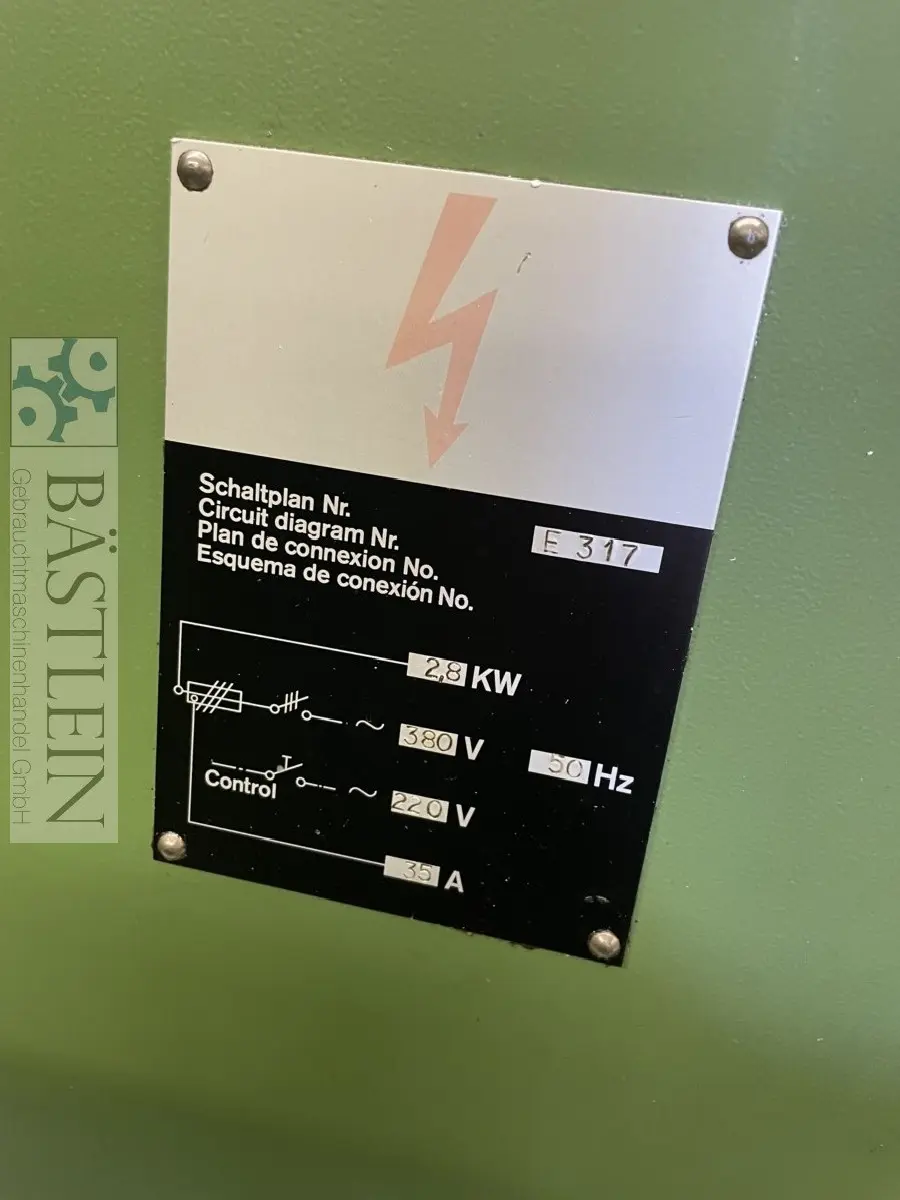 Schaltplan Nr.
Circuit diagram Nr.
Plan de connexion No.
Esquema de conexión No.
E 317
2,8 KW
~ 380 V 50 Hz
Control ~ 220 V
35 A
BÄSTLEIN
Gebrauchtmaschinenhandel GmbH